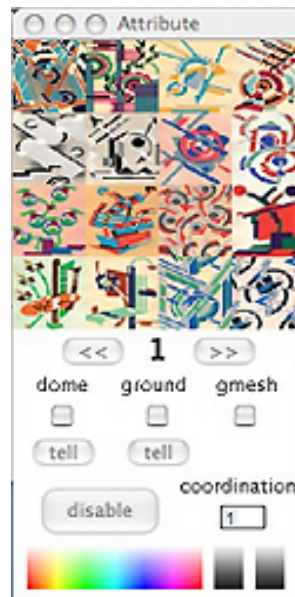 Attribute
<< 1 >>
dome ground gmesh
tell tell
coordination
disable
1